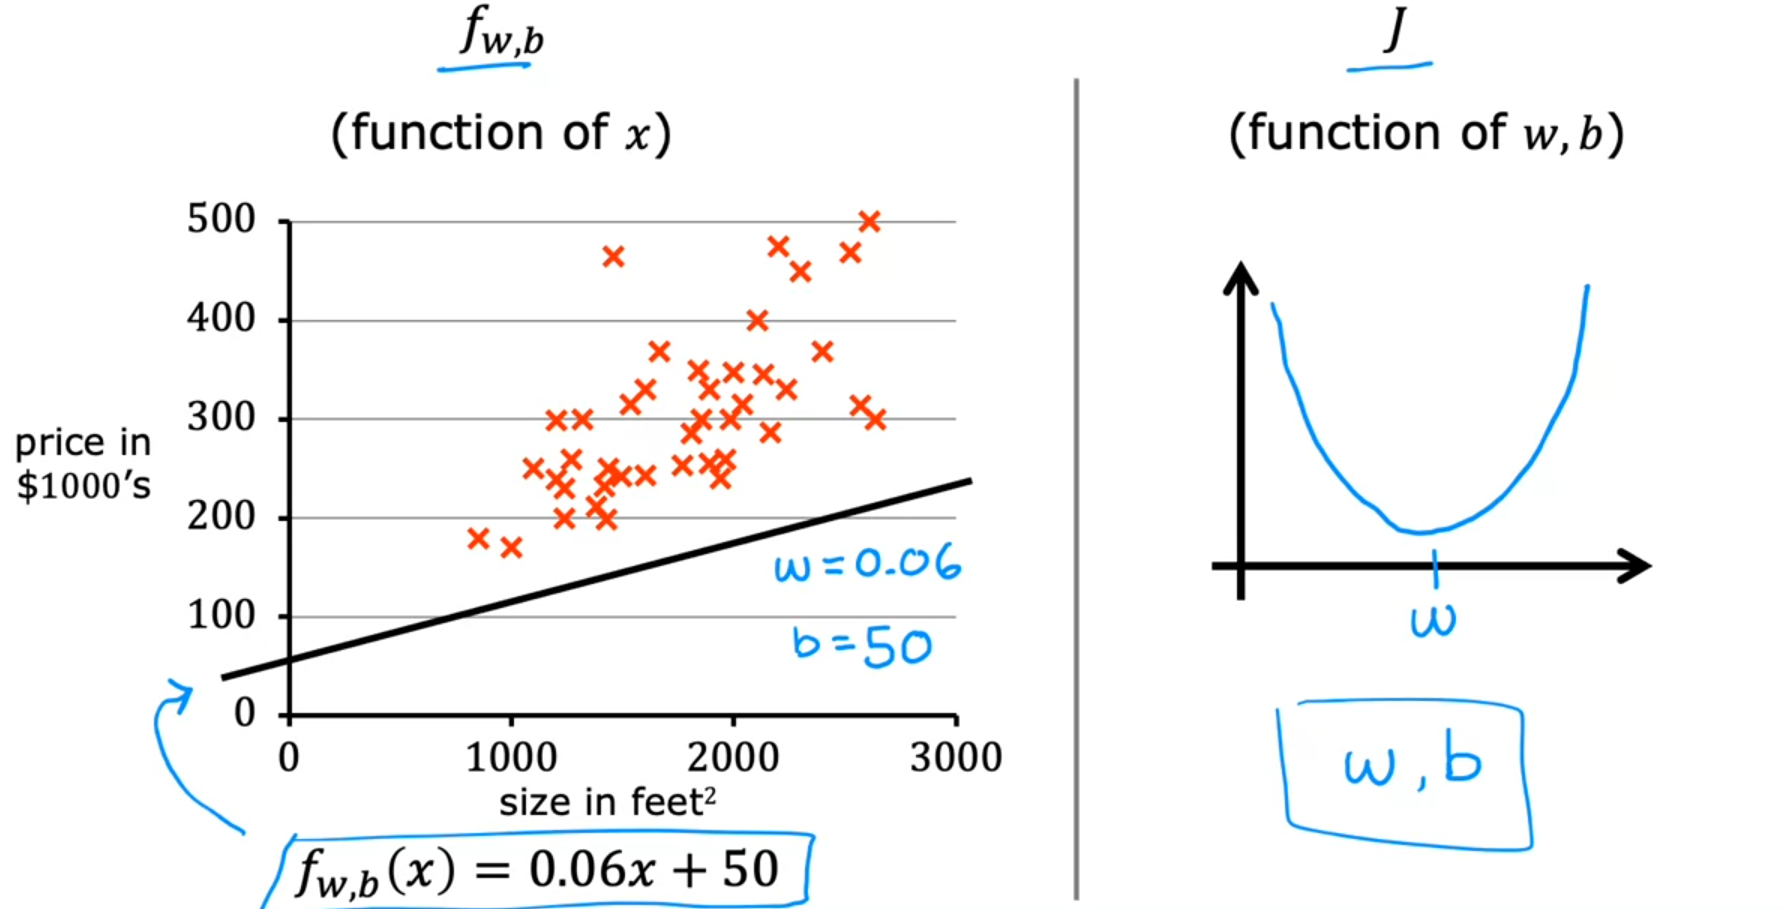 f_{w,b}
(function of x)
500
400
300
200
100
0
price in
$1000's
0 1000 2000 3000
size in feet²
w = 0.06
b = 50
f_{w,b}(x) = 0.06x + 50
J
(function of w, b)
w
w, b